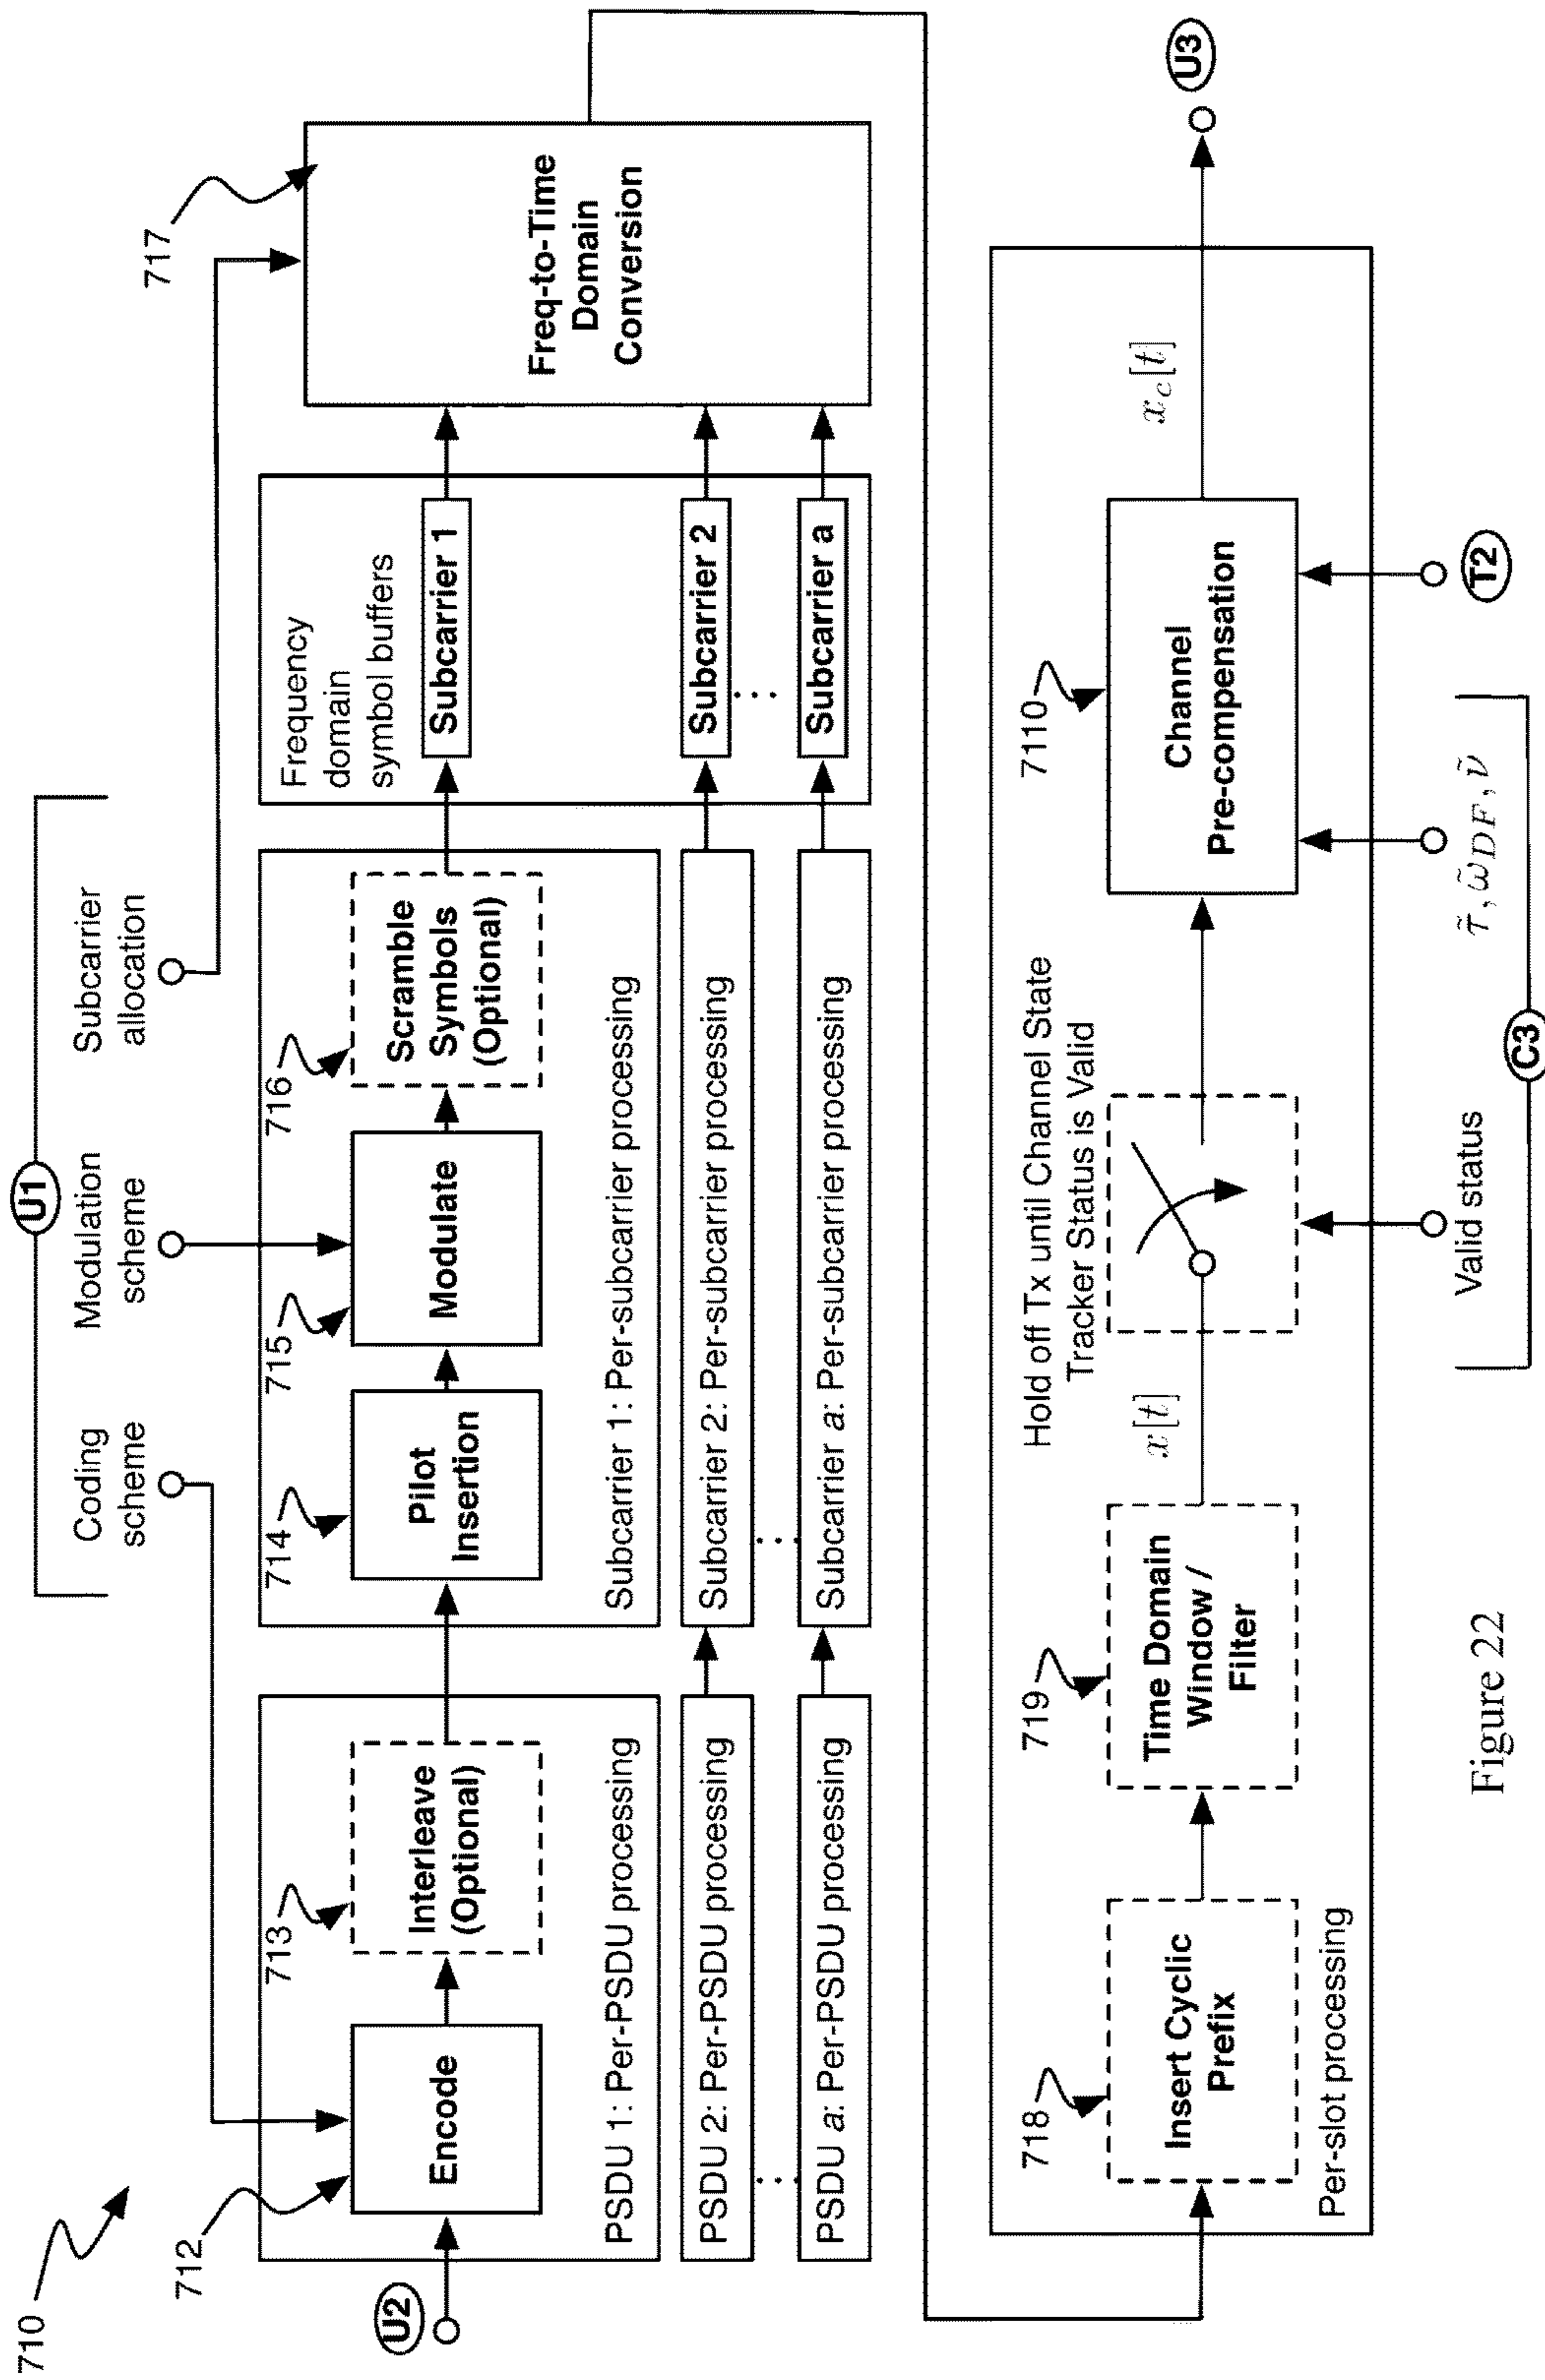 710
U1
Coding
scheme
Modulation
scheme
Subcarrier
allocation
717
U2
712
Encode
713
Interleave
(Optional)
PSDU 1: Per-PSDU processing
PSDU 2: Per-PSDU processing
...
PSDU a: Per-PSDU processing
714
Pilot
Insertion
715
Modulate
716
Scramble
Symbols
(Optional)
Subcarrier 1: Per-subcarrier processing
Subcarrier 2: Per-subcarrier processing
...
Subcarrier a: Per-subcarrier processing
Frequency
domain
symbol buffers
Subcarrier 1
Subcarrier 2
...
Subcarrier a
Freq-to-Time
Domain
Conversion
718
Insert Cyclic
Prefix
Per-slot processing
719
Time Domain
Window /
Filter
x[t]
Hold off Tx until Channel State
Tracker Status is Valid
7110
Channel
Pre-compensation
x_c[t]
U3
Valid status
τ̃, ω̃_DF, ν̃
T2
C3
Figure 22